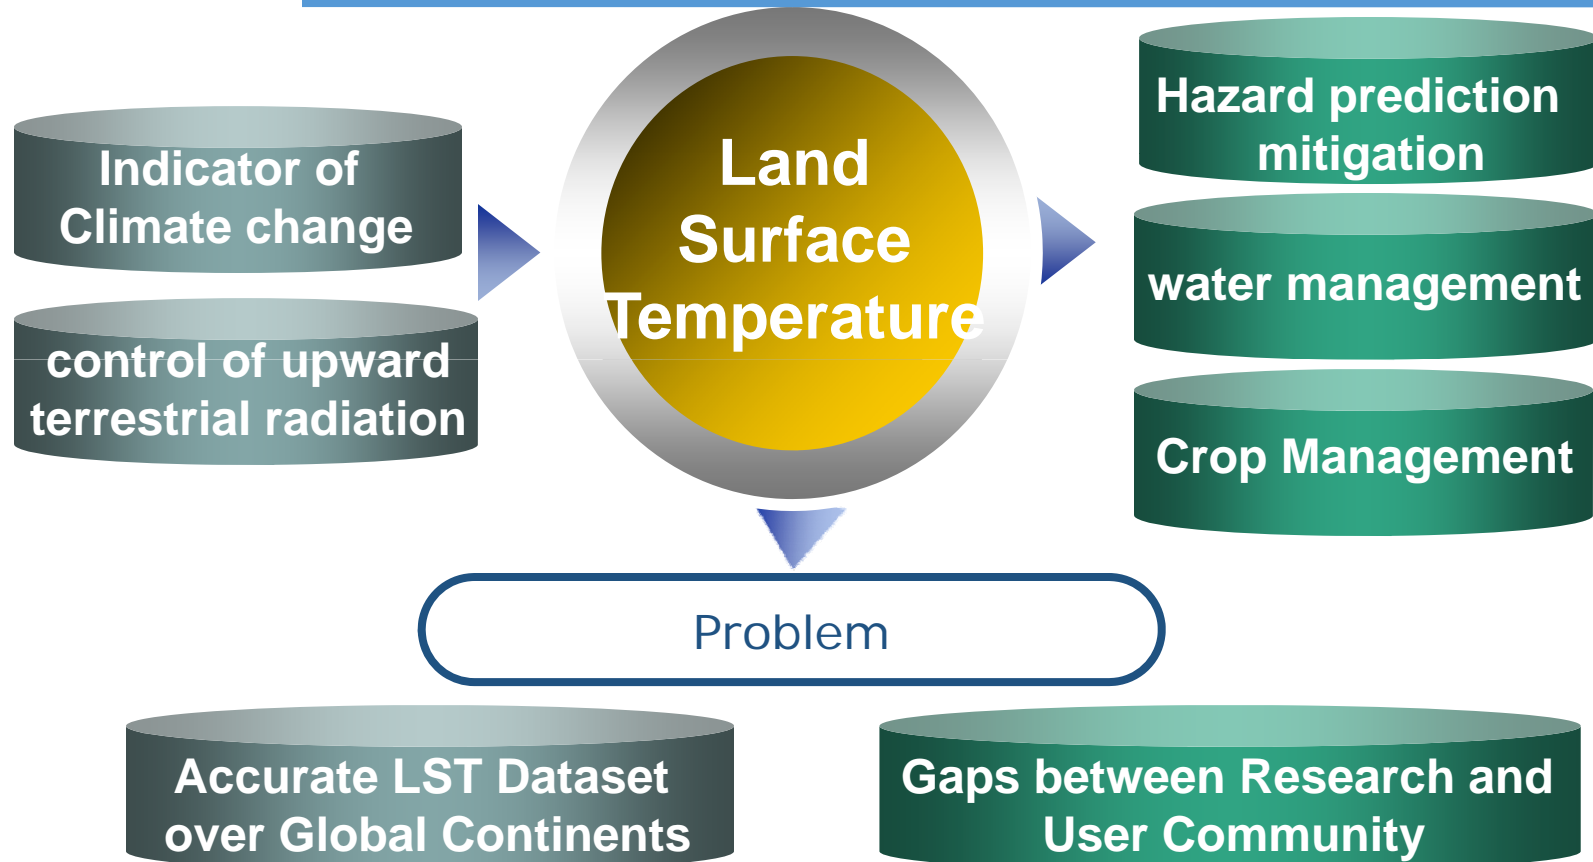 Indicator of
Climate change
control of upward
terrestrial radiation
Land
Surface
Temperature
Hazard prediction
mitigation
water management
Crop Management
Problem
Accurate LST Dataset
over Global Continents
Gaps between Research and
User Community